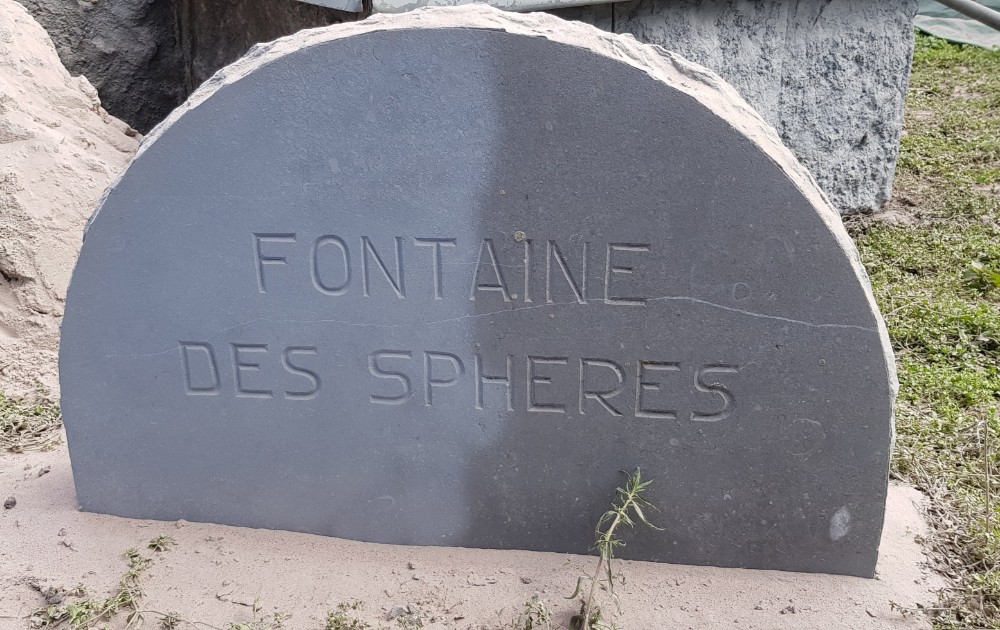 FONTAINE
DES SPHERES